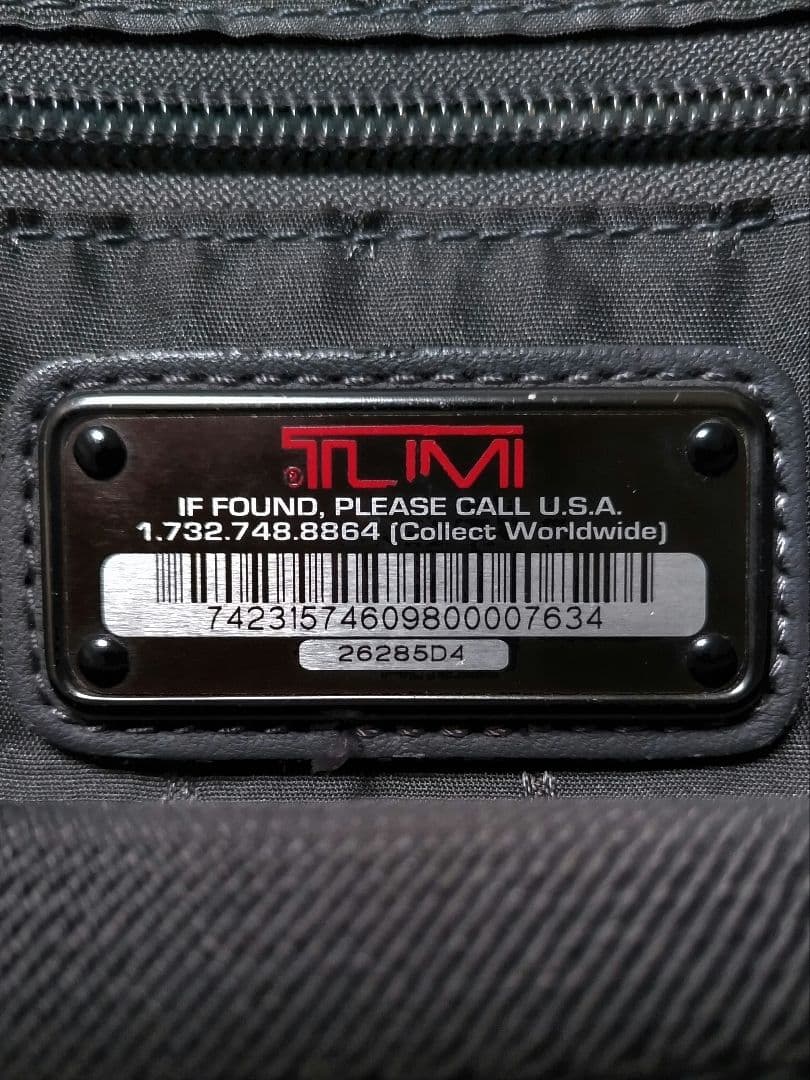 TUMI®
IF FOUND, PLEASE CALL U.S.A.
1.732.748.8864 (Collect Worldwide)
74231574609800007634
26285D4